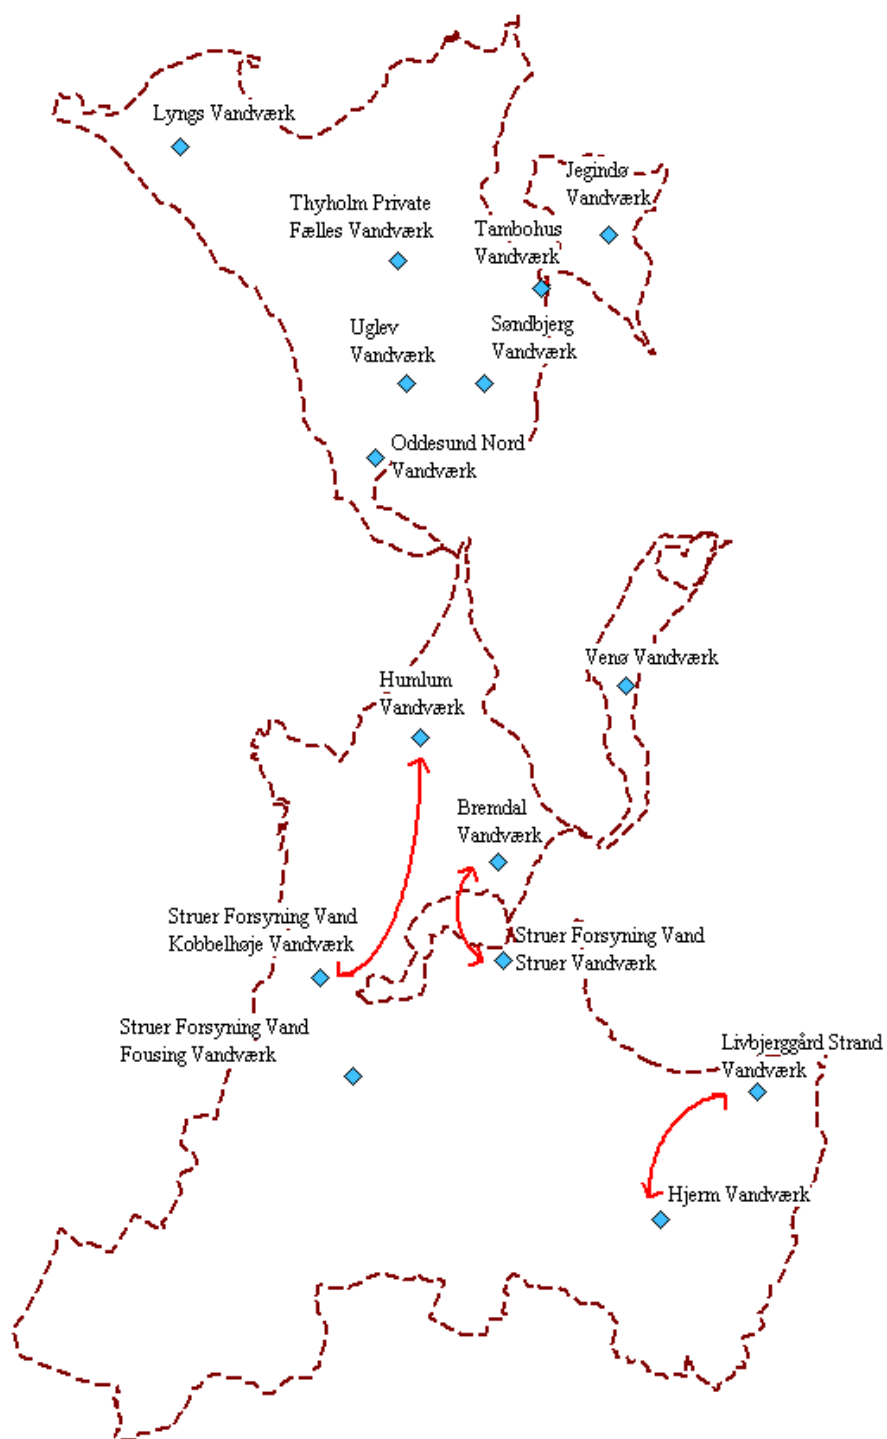 Lyngs Vandværk
Jegindø
Vandværk
Thyholm Private
Fælles Vandværk
Tambohus
Vandværk
Uglev
Vandværk
Søndbjerg
Vandværk
Oddesund Nord
Vandværk
Venø Vandværk
Humlum
Vandværk
Bremdal
Vandværk
Struer Forsyning Vand
Kobbelhøje Vandværk
Struer Forsyning Vand
Struer Vandværk
Struer Forsyning Vand
Fousing Vandværk
Livbjerggård Strand
Vandværk
Hjerm Vandværk